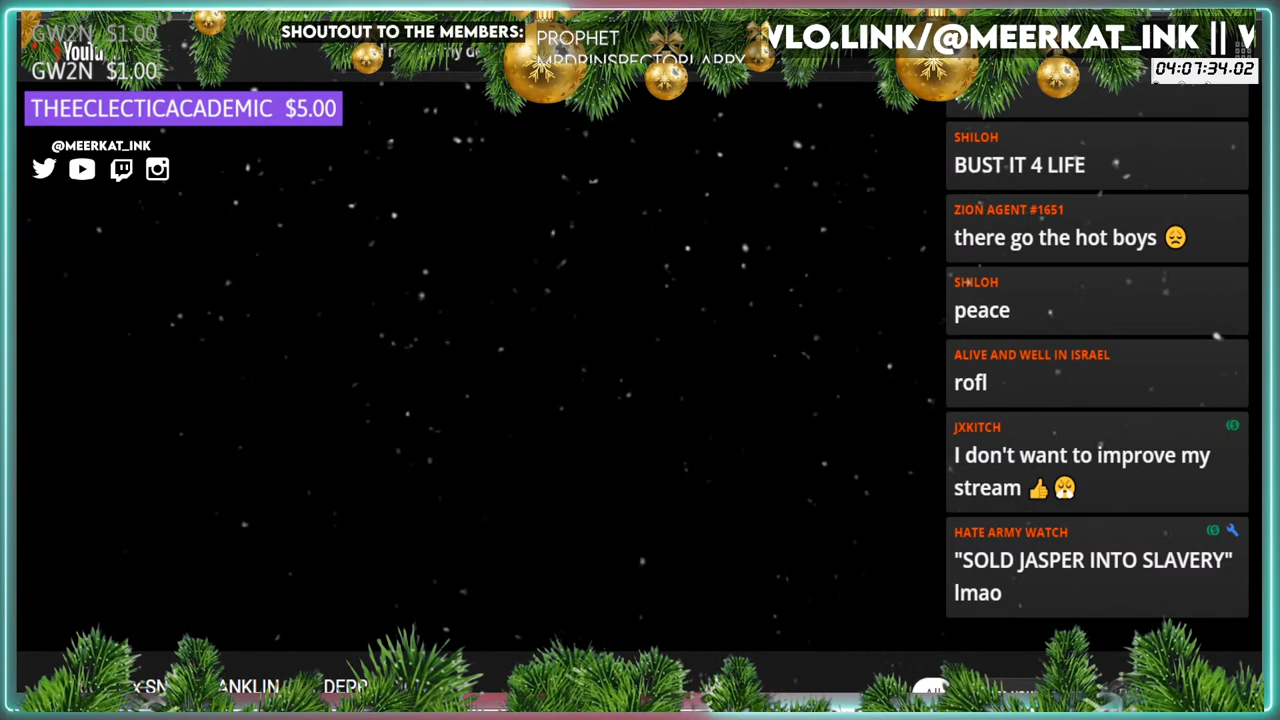 GW2N $1.00
GW2N $1.00
SHOUTOUT TO THE MEMBERS:
PROPHET
MRDRINSPECTORLARRY
VLO.LINK/@MEERKAT_INK || V
04:07:34.02
THEECLECTICACADEMIC $5.00
@MEERKAT_INK
SHILOH
BUST IT 4 LIFE
ZION AGENT #1651
there go the hot boys 😔
SHILOH
peace
ALIVE AND WELL IN ISRAEL
rofl
JXKITCH
I don't want to improve my
stream 👍😤
HATE ARMY WATCH
"SOLD JASPER INTO SLAVERY"
lmao